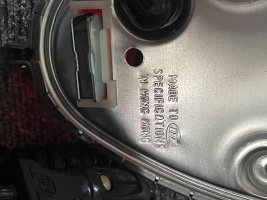 MADE TO
SPECIFICATIONS
IN HONG KONG